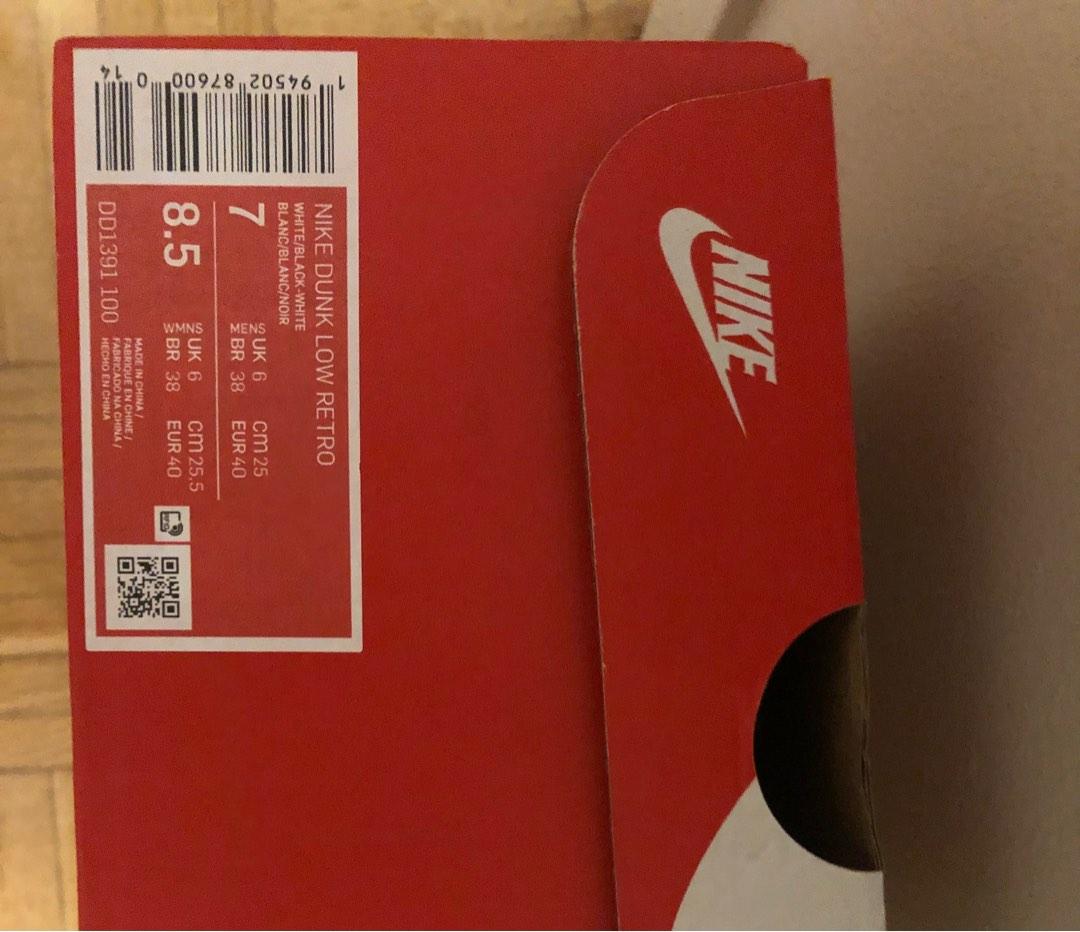 NIKE
NIKE DUNK LOW RETRO
WHITE/BLACK-WHITE
BLANC/BLANC/NOIR
7
MENS
UK 6
BR 38
cm 25
EUR 40
8.5
WMNS
UK 6
BR 38
cm 25.5
EUR 40
DD1391 100
MADE IN CHINA /
FABRIQUÉ EN CHINE /
FABRICADO NA CHINA /
HECHO EN CHINA
1 94502 87600 0 14